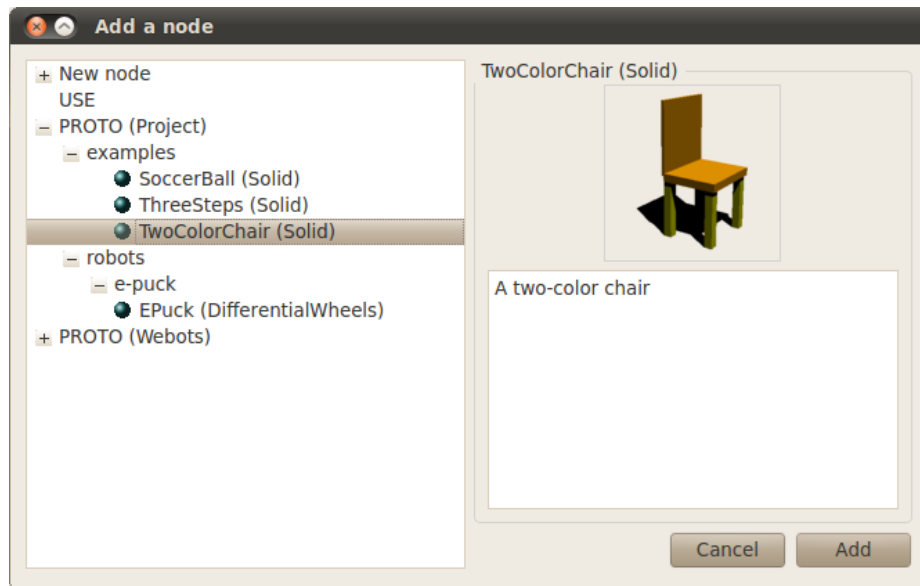 Add a node
New node
USE
PROTO (Project)
examples
SoccerBall (Solid)
ThreeSteps (Solid)
TwoColorChair (Solid)
robots
e-puck
EPuck (DifferentialWheels)
PROTO (Webots)
TwoColorChair (Solid)
A two-color chair
Cancel
Add